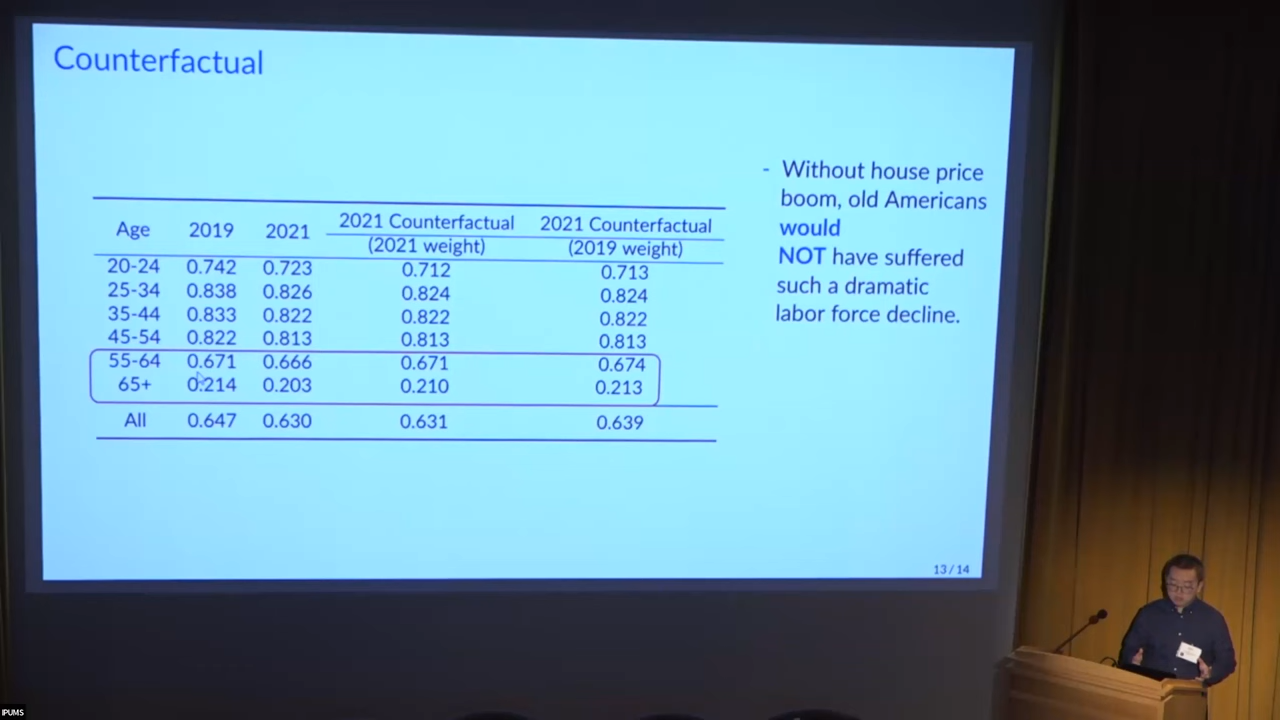 Counterfactual
- Without house price
boom, old Americans
would
NOT have suffered
such a dramatic
labor force decline.
Age 2019 2021 2021 Counterfactual 2021 Counterfactual
(2021 weight) (2019 weight)
20-24 0.742 0.723 0.712 0.713
25-34 0.838 0.826 0.824 0.824
35-44 0.833 0.822 0.822 0.822
45-54 0.822 0.813 0.813 0.813
55-64 0.671 0.666 0.671 0.674
65+ 0.214 0.203 0.210 0.213
All 0.647 0.630 0.631 0.639
13/14
IPUMS